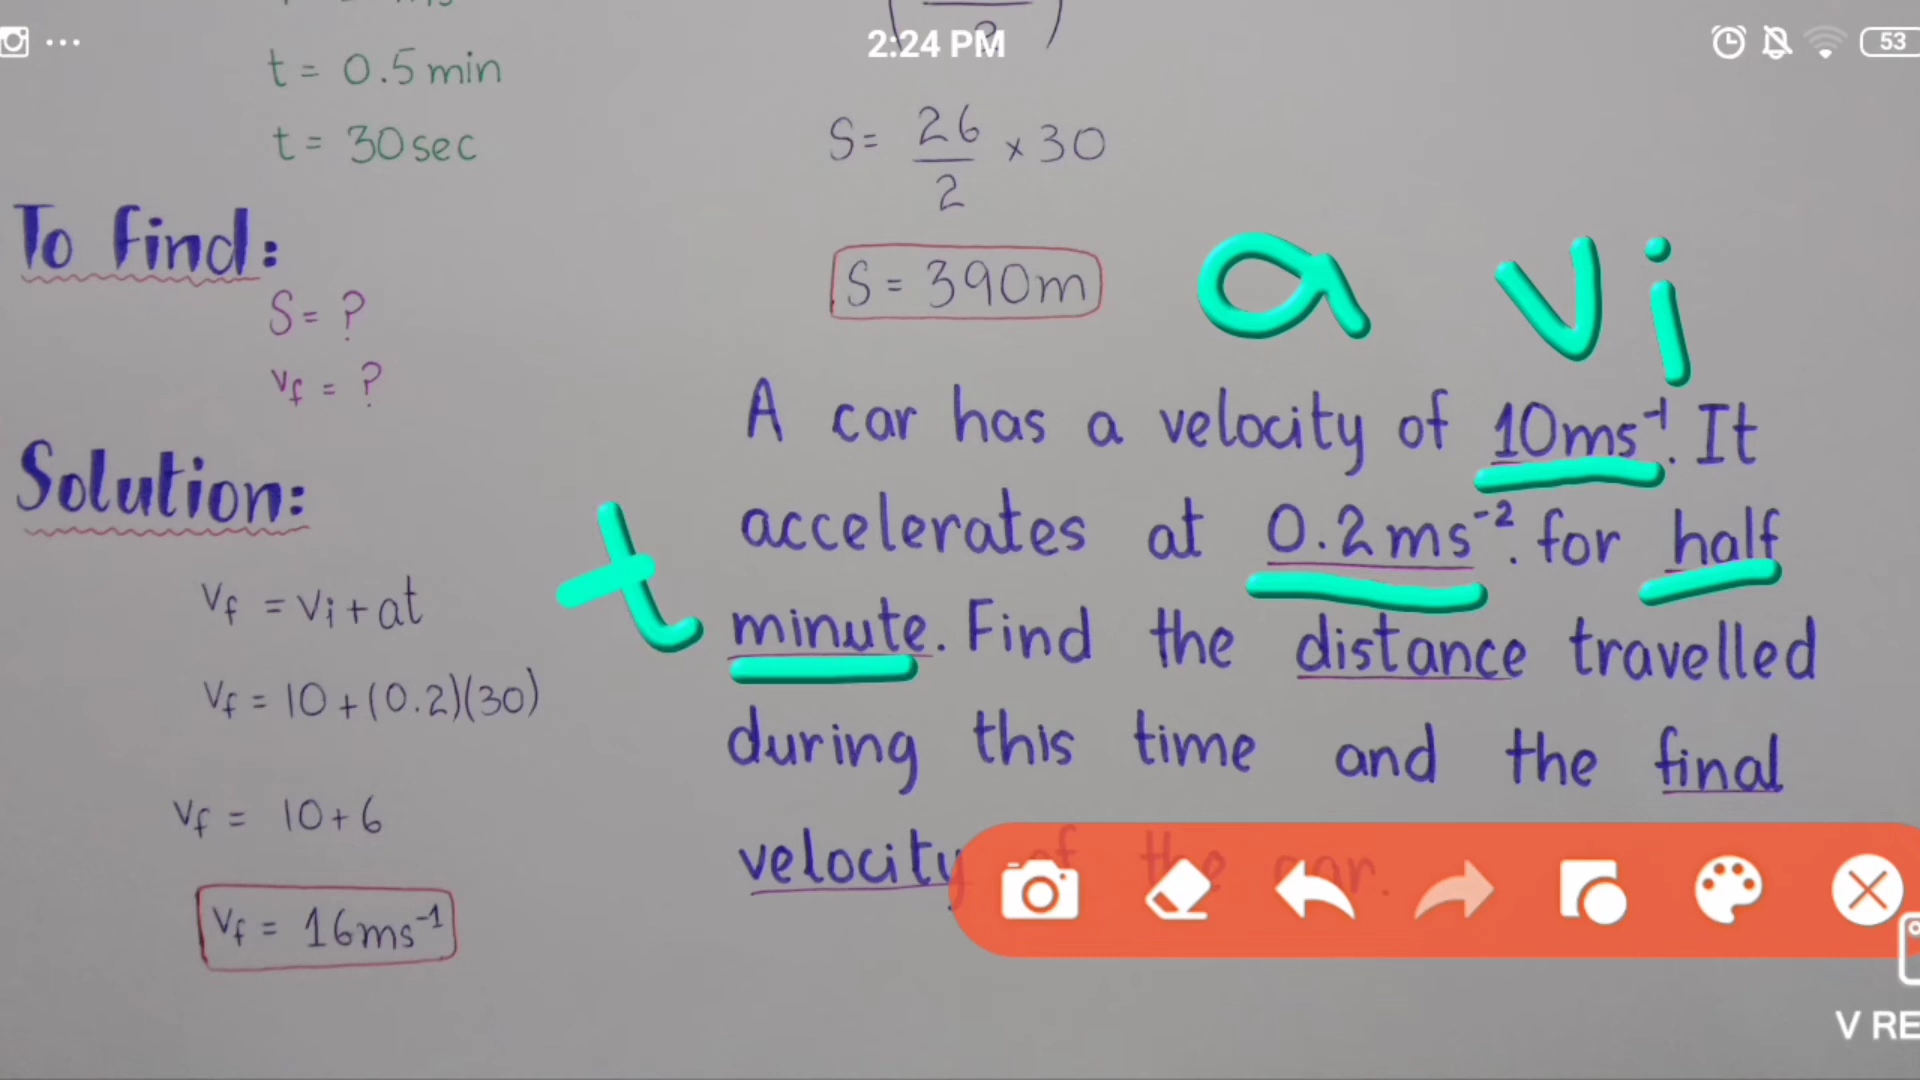 2:24 PM
53
t = 0.5 min
t = 30 sec
To find:
S = ?
vf = ?
Solution:
vf = vi + at
vf = 10 + (0.2)(30)
vf = 10 + 6
vf = 16ms⁻¹
S = 26/2 × 30
S = 390m
a vi
A car has a velocity of 10ms⁻¹. It
accelerates at 0.2ms⁻². for half
t
minute. Find the distance travelled
during this time and the final
velocity of the car.
V RE